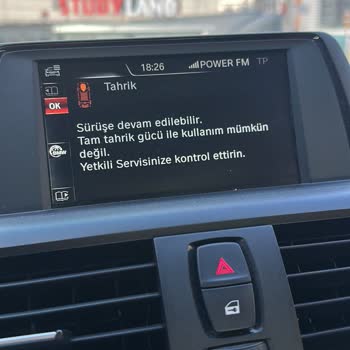 STUDYLAND
18:26 POWER FM TP
Tahrik
OK
Sürüşe devam edilebilir.
Tam tahrik gücü ile kullanım mümkün
değil.
Yetkili Servisinize kontrol ettirin.